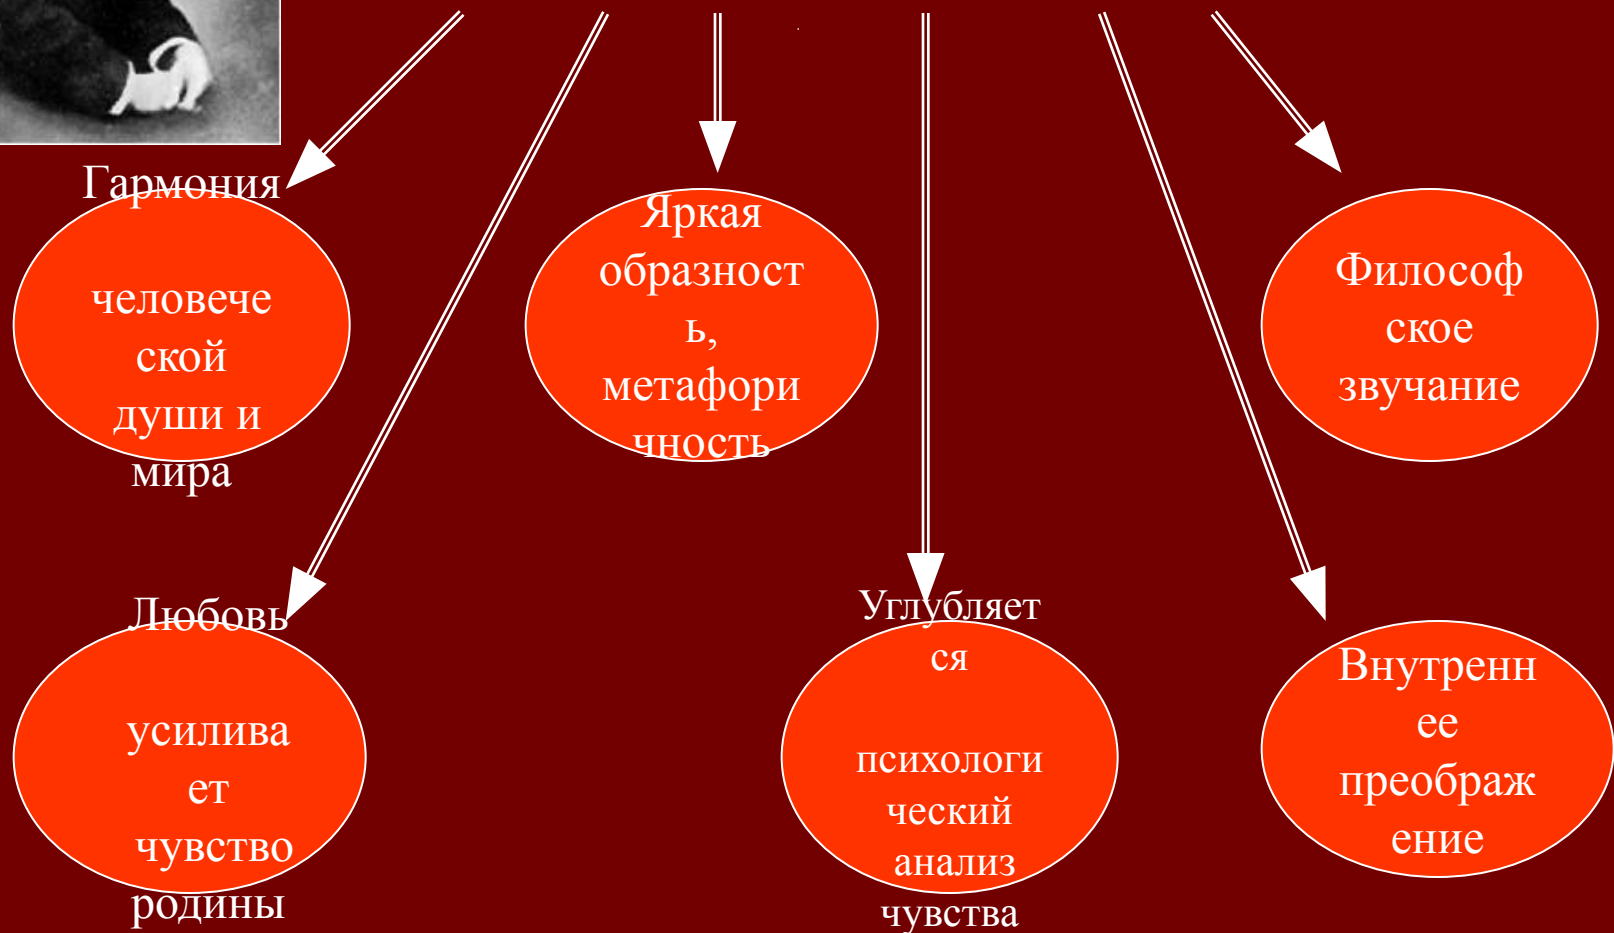 Гармония
человече
ской
души и
мира
Яркая
образност
ь,
метафори
чность
Философ
ское
звучание
Любовь
усилива
ет
чувство
родины
Углубляет
ся
психологи
ческий
анализ
чувства
Внутренн
ее
преображ
ение